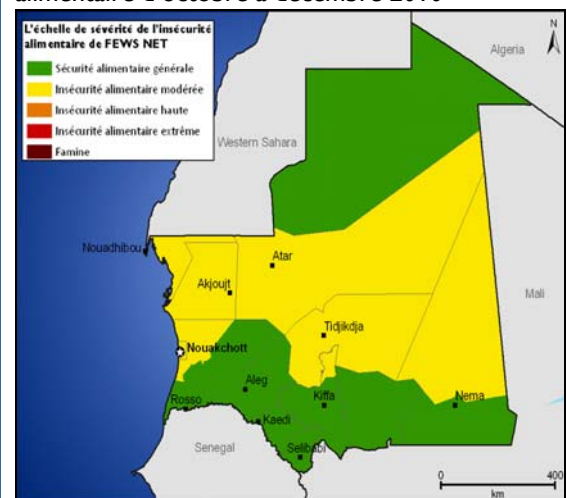 alimentaire d'octobre à décembre 2010
L'échelle de sévérité de l'insécurité
alimentaire de FEWS NET
Sécurité alimentaire générale
Insécurité alimentaire modérée
Insécurité alimentaire haute
Insécurité alimentaire extrême
Famine
N
Algeria
Western Sahara
Nouadhibou
Atar
Akjoujt
Mali
Tidjikdja
Nouakchott
Aleg
Kiffa
Nema
Rosso
Kaedi
Senegal
Selibabi
0 400
km